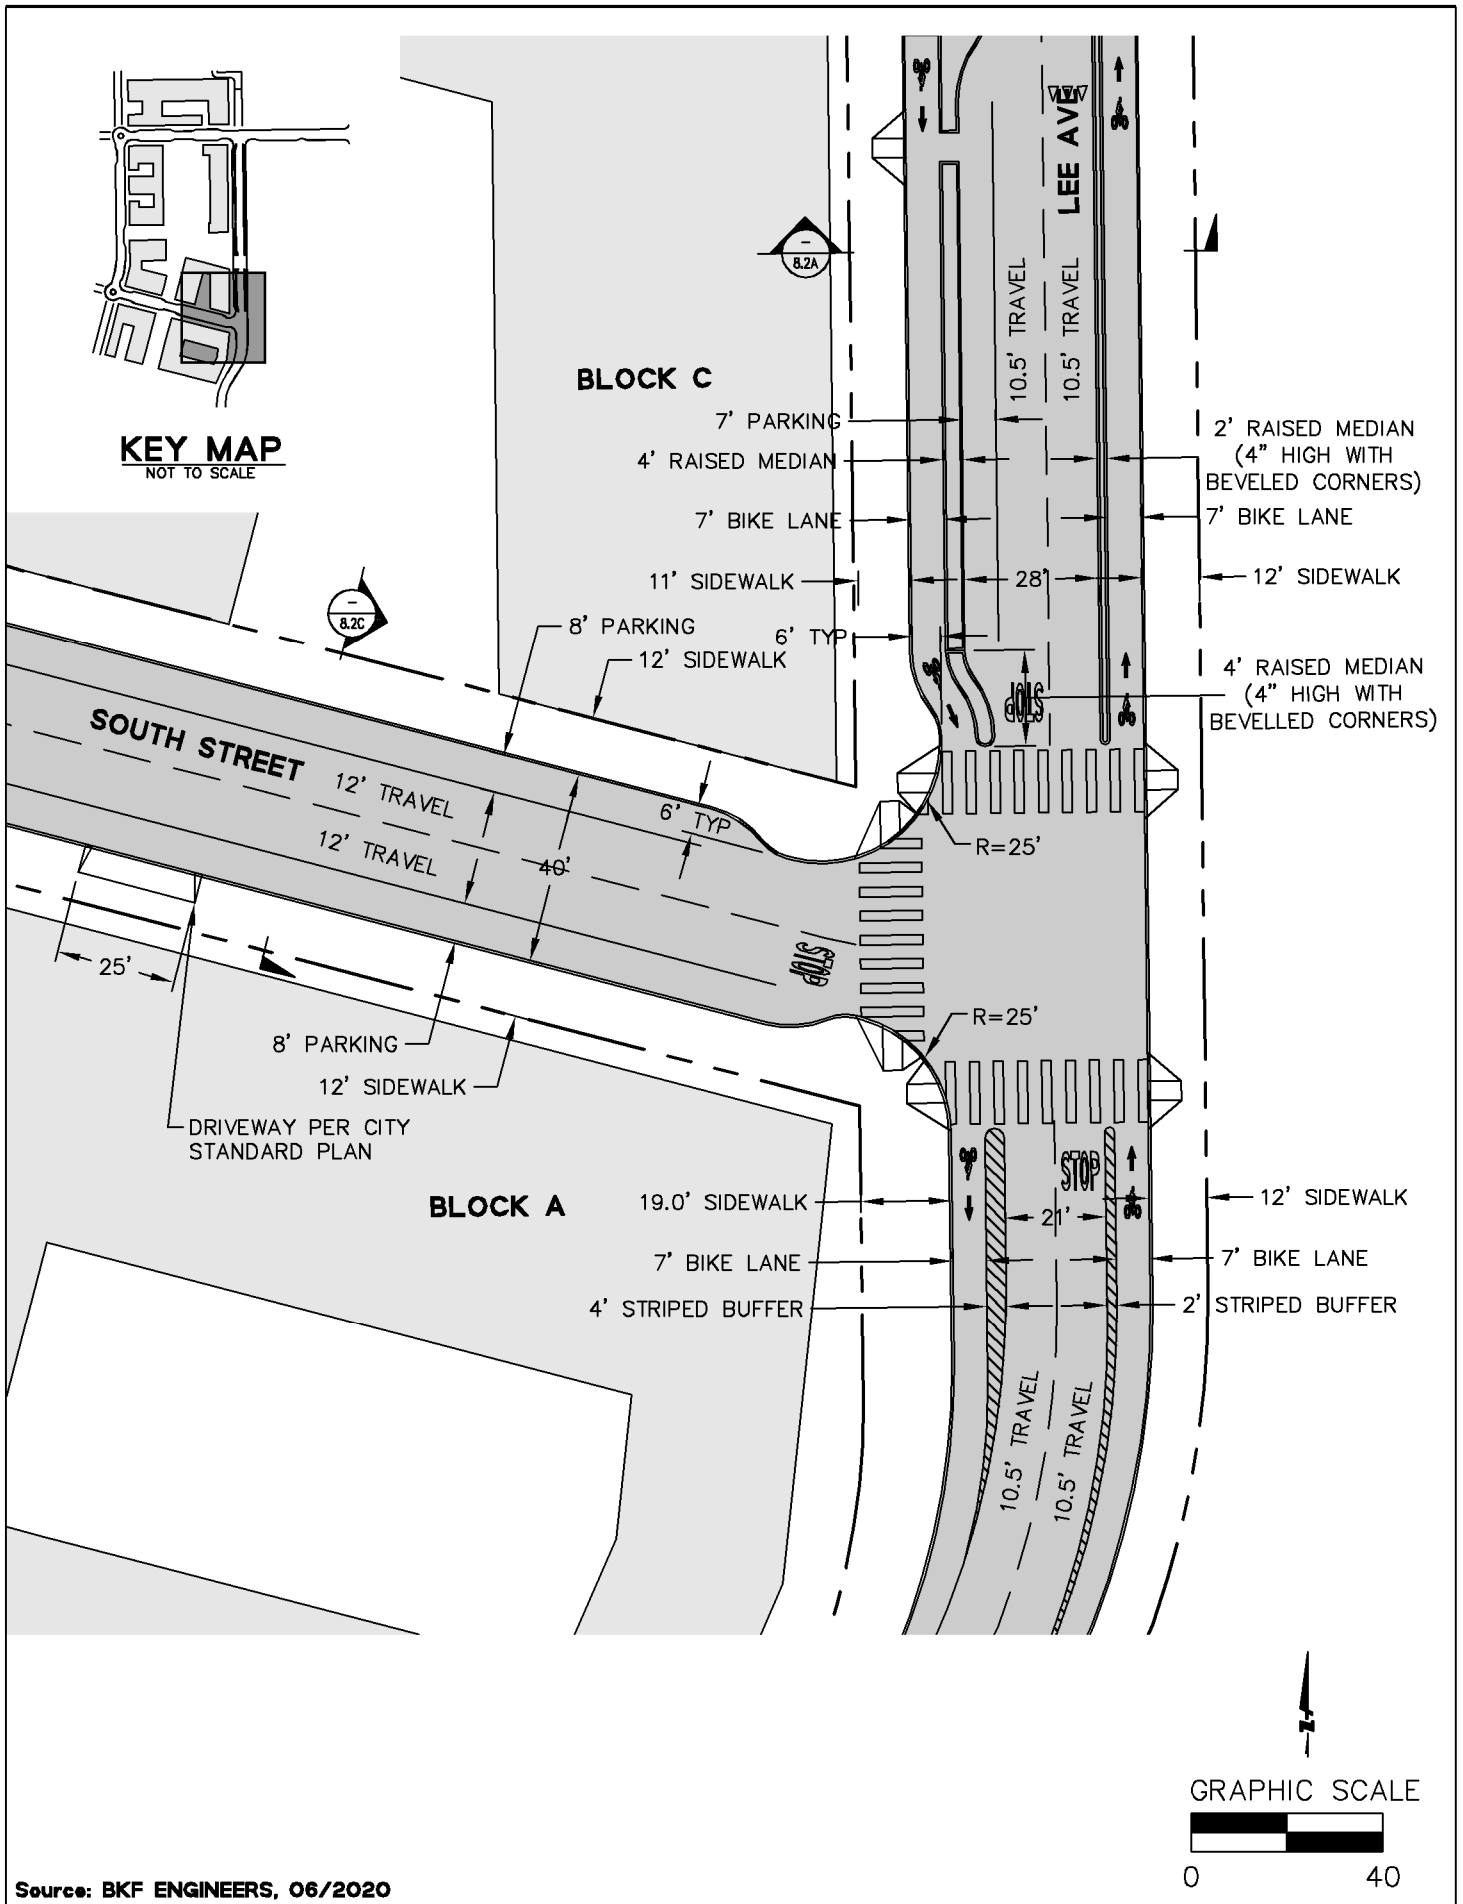 LEE AVE
–
8.2A
10.5' TRAVEL
10.5' TRAVEL
BLOCK C
7' PARKING
KEY MAP
NOT TO SCALE
4' RAISED MEDIAN
2' RAISED MEDIAN
(4" HIGH WITH
BEVELED CORNERS)
7' BIKE LANE
7' BIKE LANE
11' SIDEWALK
28'
12' SIDEWALK
–
8.2C
8' PARKING
6' TYP
12' SIDEWALK
4' RAISED MEDIAN
(4" HIGH WITH
BEVELLED CORNERS)
STOP
SOUTH STREET
12' TRAVEL
6' TYP
12' TRAVEL
40'
R=25'
STOP
25'
R=25'
8' PARKING
12' SIDEWALK
DRIVEWAY PER CITY
STANDARD PLAN
STOP
BLOCK A
19.0' SIDEWALK
12' SIDEWALK
21'
7' BIKE LANE
7' BIKE LANE
4' STRIPED BUFFER
2' STRIPED BUFFER
10.5' TRAVEL
10.5' TRAVEL
N
GRAPHIC SCALE
0 40
Source: BKF ENGINEERS, 06/2020